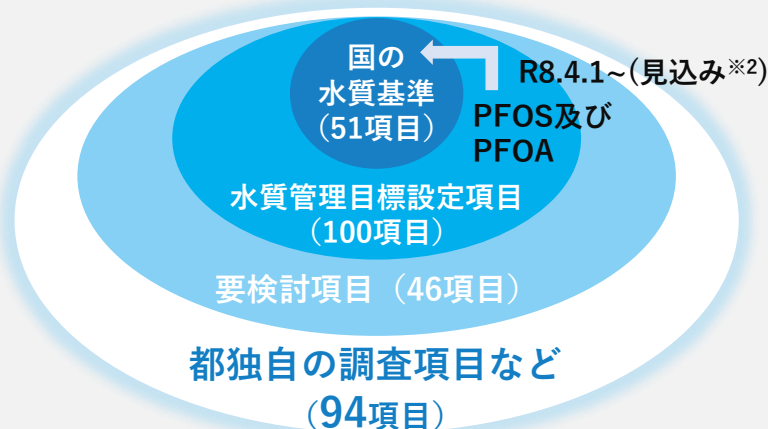 国の
水質基準
（51項目）
R8.4.1~(見込み※2)
PFOS及び
PFOA
水質管理目標設定項目
（100項目）
要検討項目（46項目）
都独自の調査項目など
（94項目）